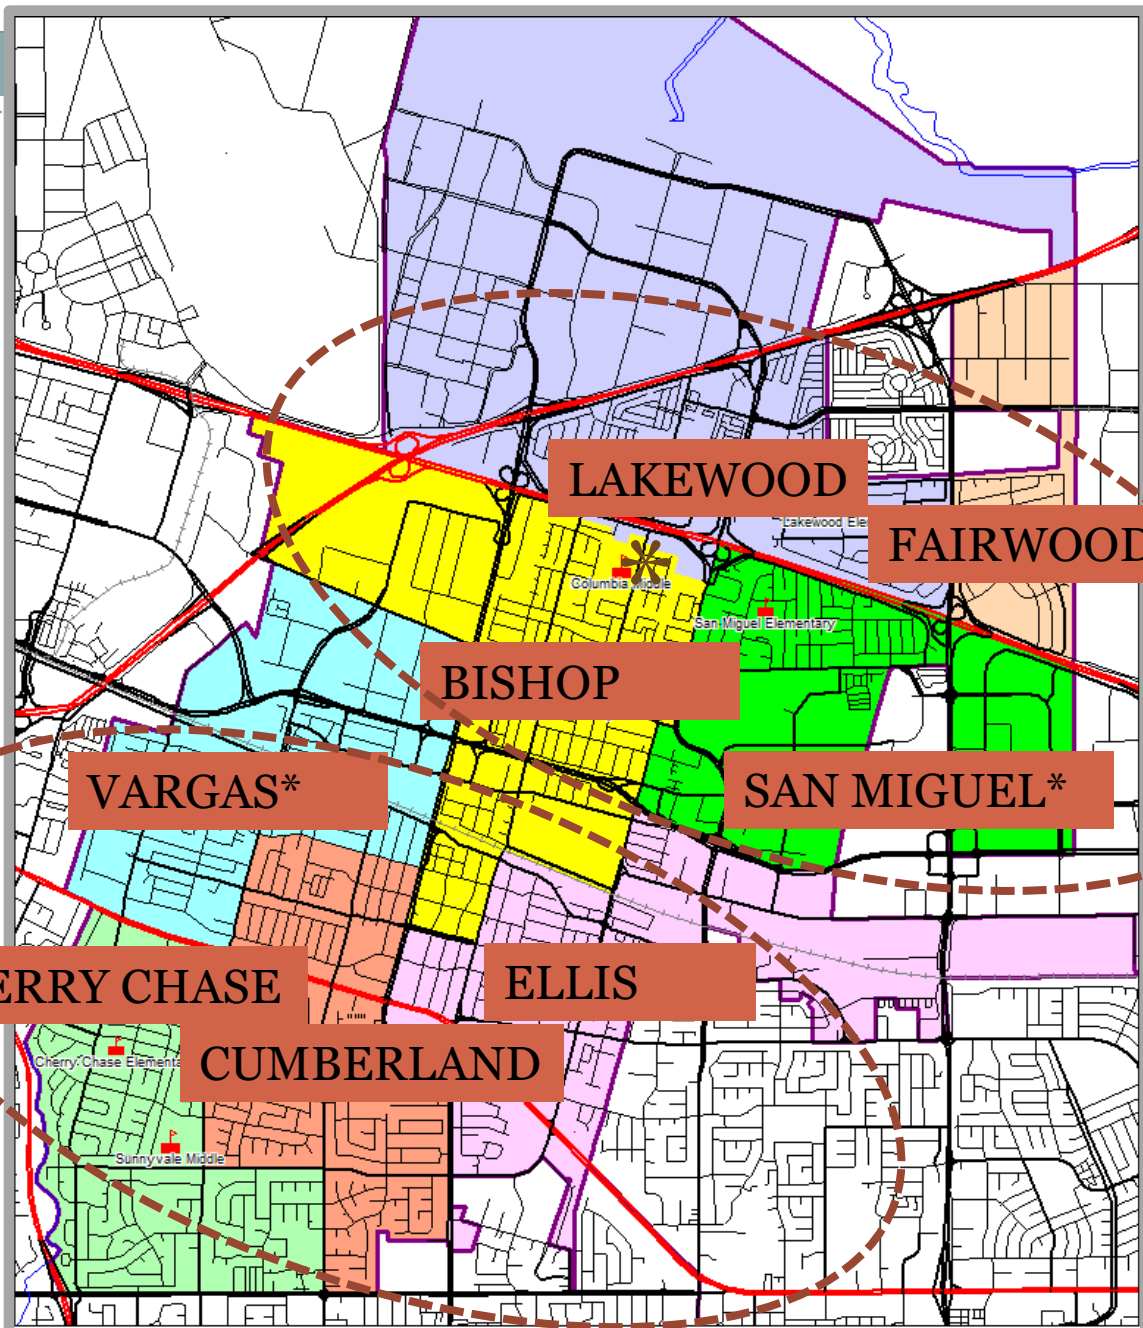 LAKEWOOD
Lakewood Ele
FAIRWOOD
Columbia Middle
San Miguel Elementary
BISHOP
VARGAS*
SAN MIGUEL*
ERRY CHASE
ELLIS
Cherry Chase Elementa
CUMBERLAND
Sunnyvale Middle